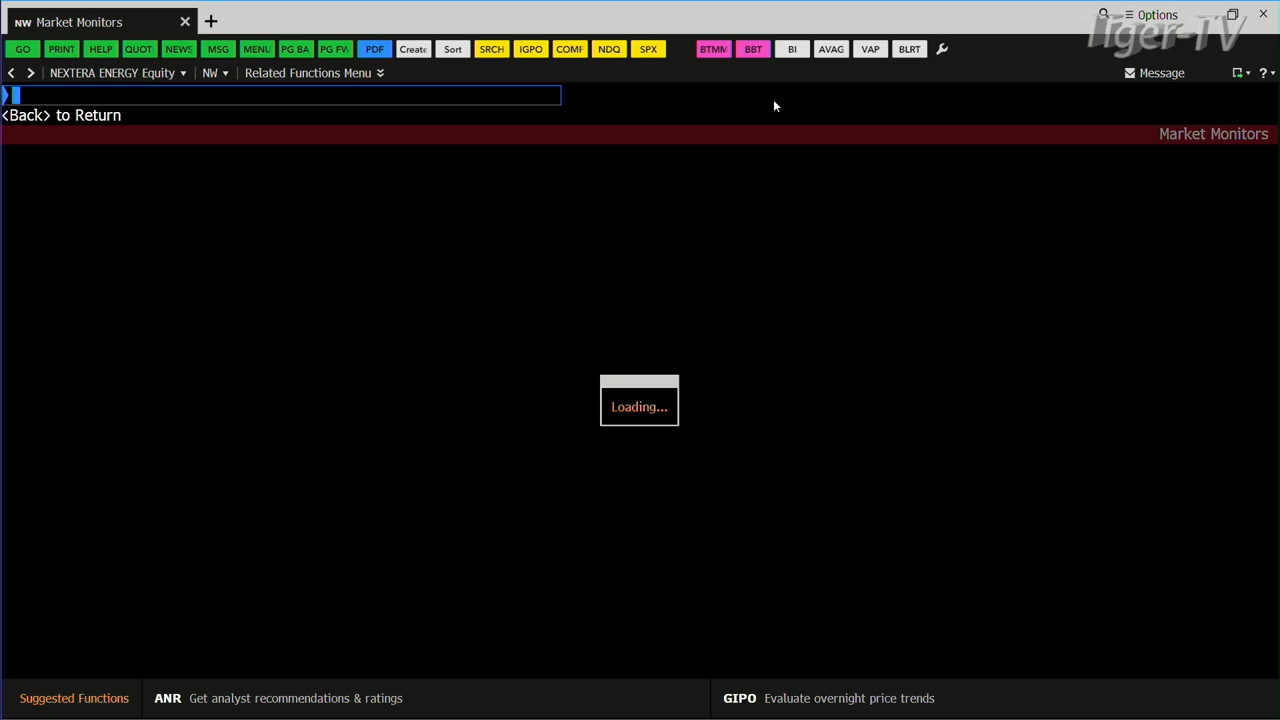 NW Market Monitors
Options
Tiger-TV
GO PRINT HELP QUOT NEWS MSG MENU PG BA PG FW PDF Create Sort SRCH IGPO COMF NDQ SPX BTMM BBT BI AVAG VAP BLRT
NEXTERA ENERGY Equity NW Related Functions Menu Message ?
<Back> to Return
Market Monitors
Loading...
Suggested Functions ANR Get analyst recommendations & ratings GIPO Evaluate overnight price trends